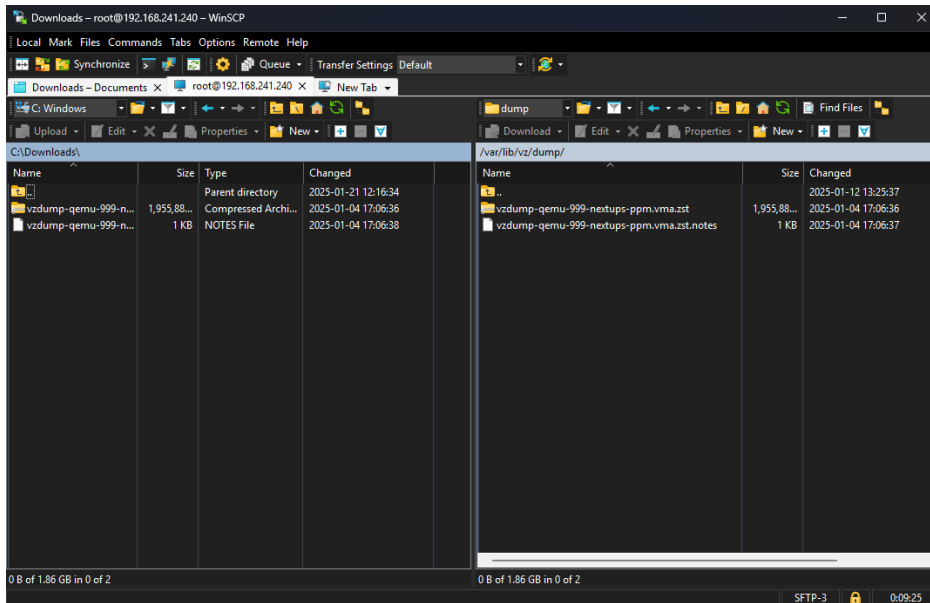 Downloads – root@192.168.241.240 – WinSCP
Local Mark Files Commands Tabs Options Remote Help
Synchronize Queue Transfer Settings Default
Downloads – Documents X root@192.168.241.240 X New Tab
C: Windows
Upload Edit Properties New
C:\Downloads\
Name Size Type Changed
.. Parent directory 2025-01-21 12:16:34
vzdump-qemu-999-n... 1,955,88... Compressed Archi... 2025-01-04 17:06:36
vzdump-qemu-999-n... 1 KB NOTES File 2025-01-04 17:06:38
0 B of 1.86 GB in 0 of 2
dump Find Files
Download Edit Properties New
/var/lib/vz/dump/
Name Size Changed
.. 2025-01-12 13:25:37
vzdump-qemu-999-nextups-ppm.vma.zst 1,955,88... 2025-01-04 17:06:36
vzdump-qemu-999-nextups-ppm.vma.zst.notes 1 KB 2025-01-04 17:06:37
0 B of 1.86 GB in 0 of 2
SFTP-3 0:09:25